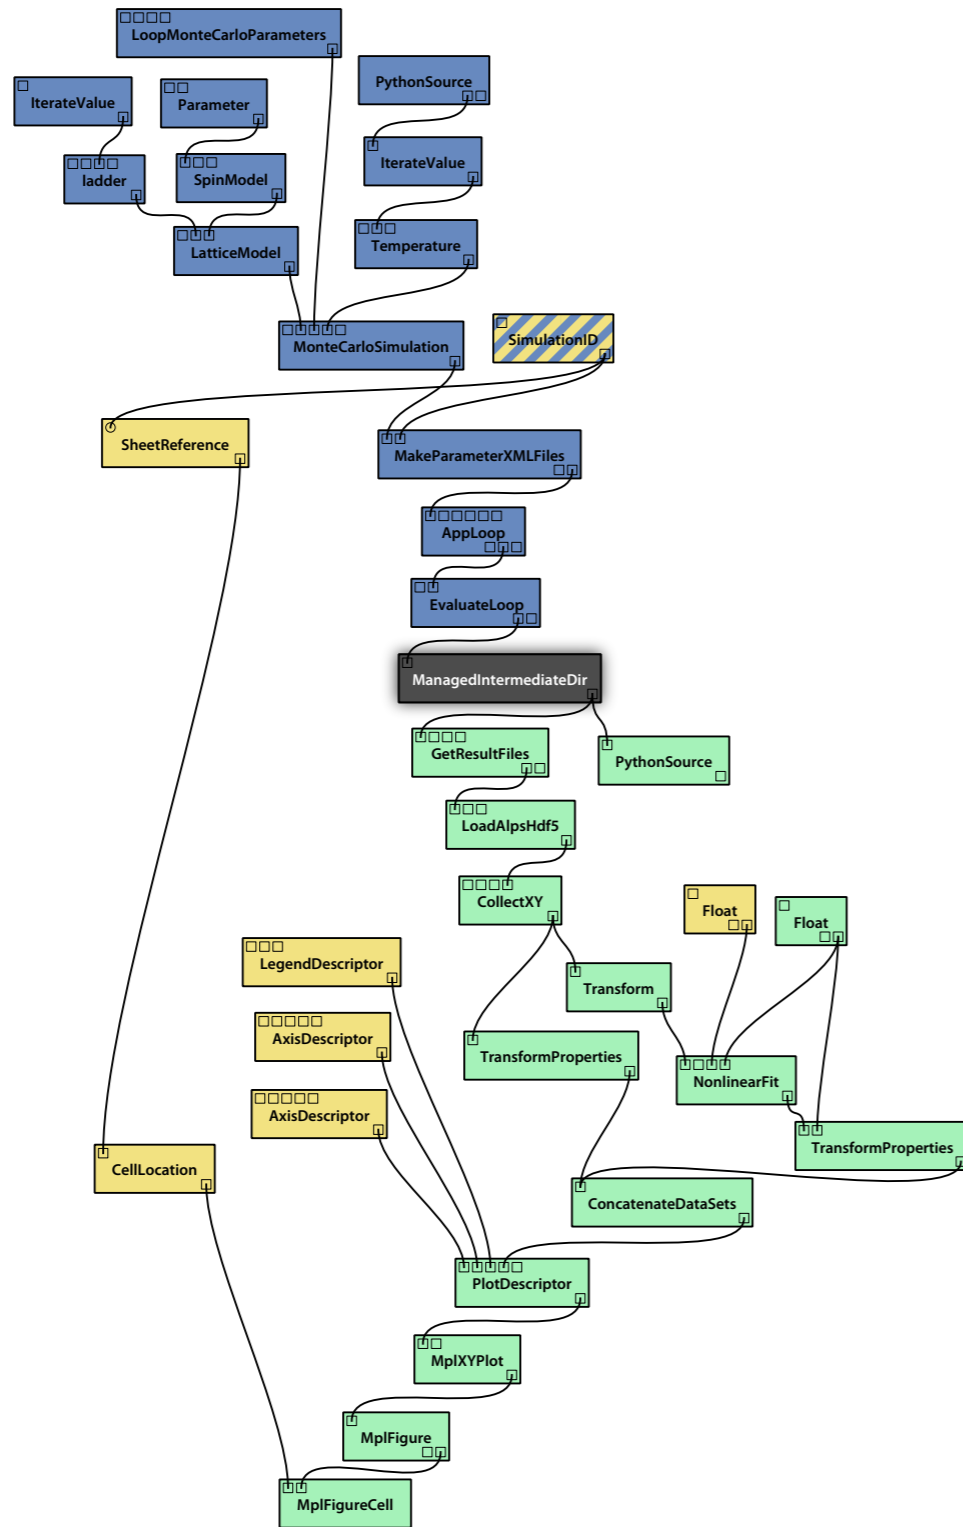 LoopMonteCarloParameters
PythonSource
IterateValue
Parameter
IterateValue
ladder
SpinModel
LatticeModel
Temperature
MonteCarloSimulation
SimulationID
SheetReference
MakeParameterXMLFiles
AppLoop
EvaluateLoop
ManagedIntermediateDir
GetResultFiles
PythonSource
LoadAlpsHdf5
CollectXY
Float
Float
LegendDescriptor
Transform
AxisDescriptor
TransformProperties
NonlinearFit
AxisDescriptor
TransformProperties
CellLocation
ConcatenateDataSets
PlotDescriptor
MplXYPlot
MplFigure
MplFigureCell